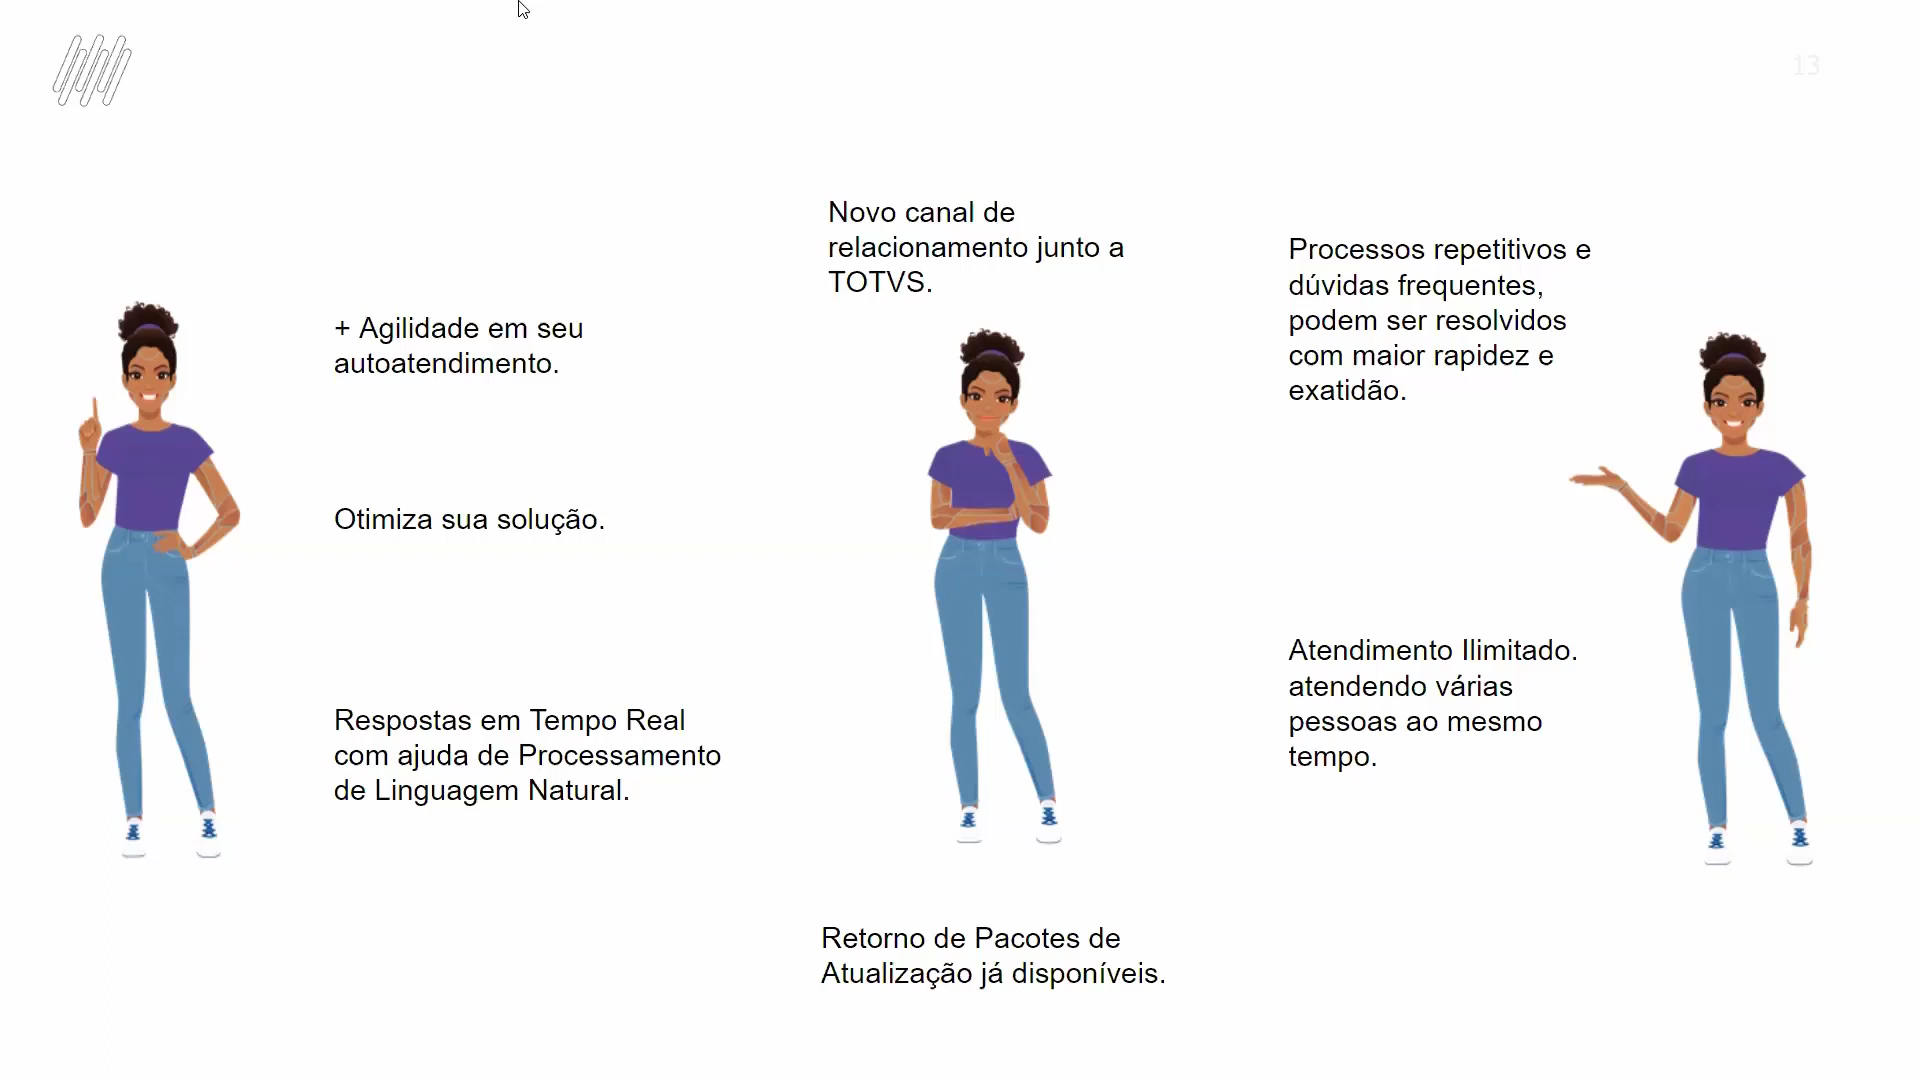 13
+ Agilidade em seu
autoatendimento.
Otimiza sua solução.
Respostas em Tempo Real
com ajuda de Processamento
de Linguagem Natural.
Novo canal de
relacionamento junto a
TOTVS.
Retorno de Pacotes de
Atualização já disponíveis.
Processos repetitivos e
dúvidas frequentes,
podem ser resolvidos
com maior rapidez e
exatidão.
Atendimento Ilimitado.
atendendo várias
pessoas ao mesmo
tempo.